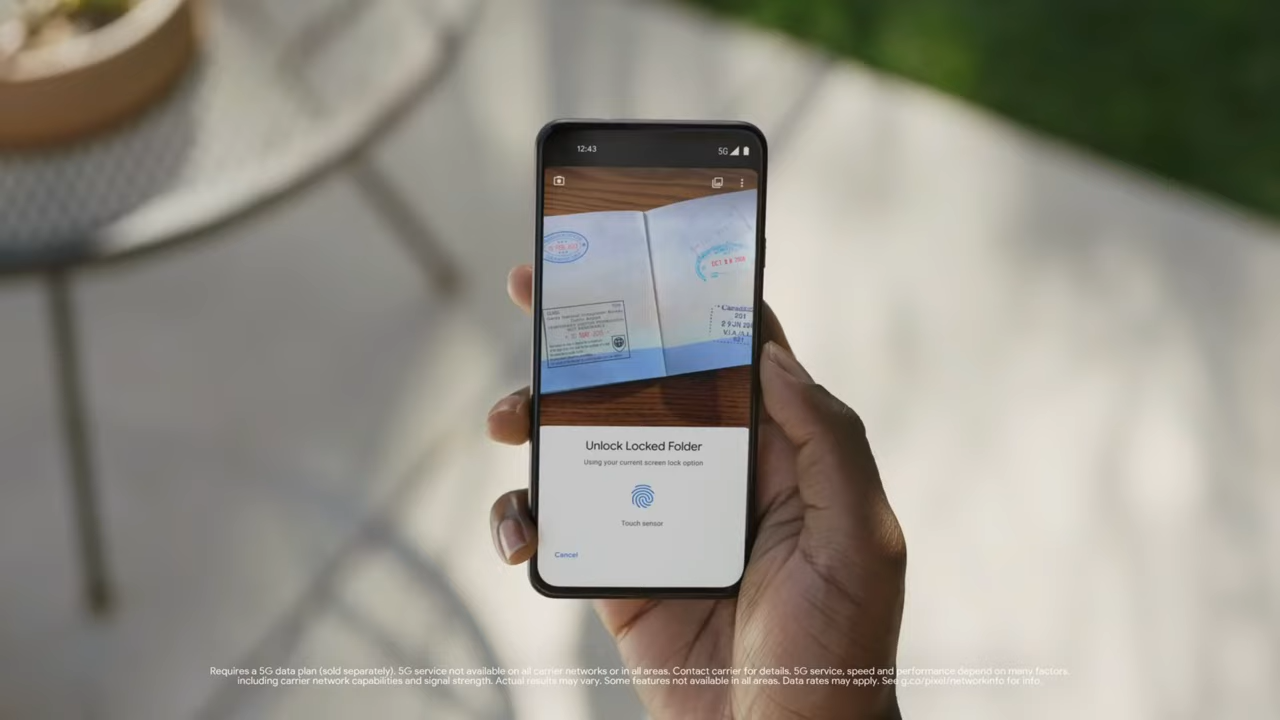 12:43
5G
Unlock Locked Folder
Using your current screen lock option
Touch sensor
Cancel
Requires a 5G data plan (sold separately). 5G service not available on all carrier networks or in all areas. Contact carrier for details. 5G service, speed and performance depend on many factors,
including carrier network capabilities and signal strength. Actual results may vary. Some features not available in all areas. Data rates may apply. See g.co/pixel/networkinfo for info.